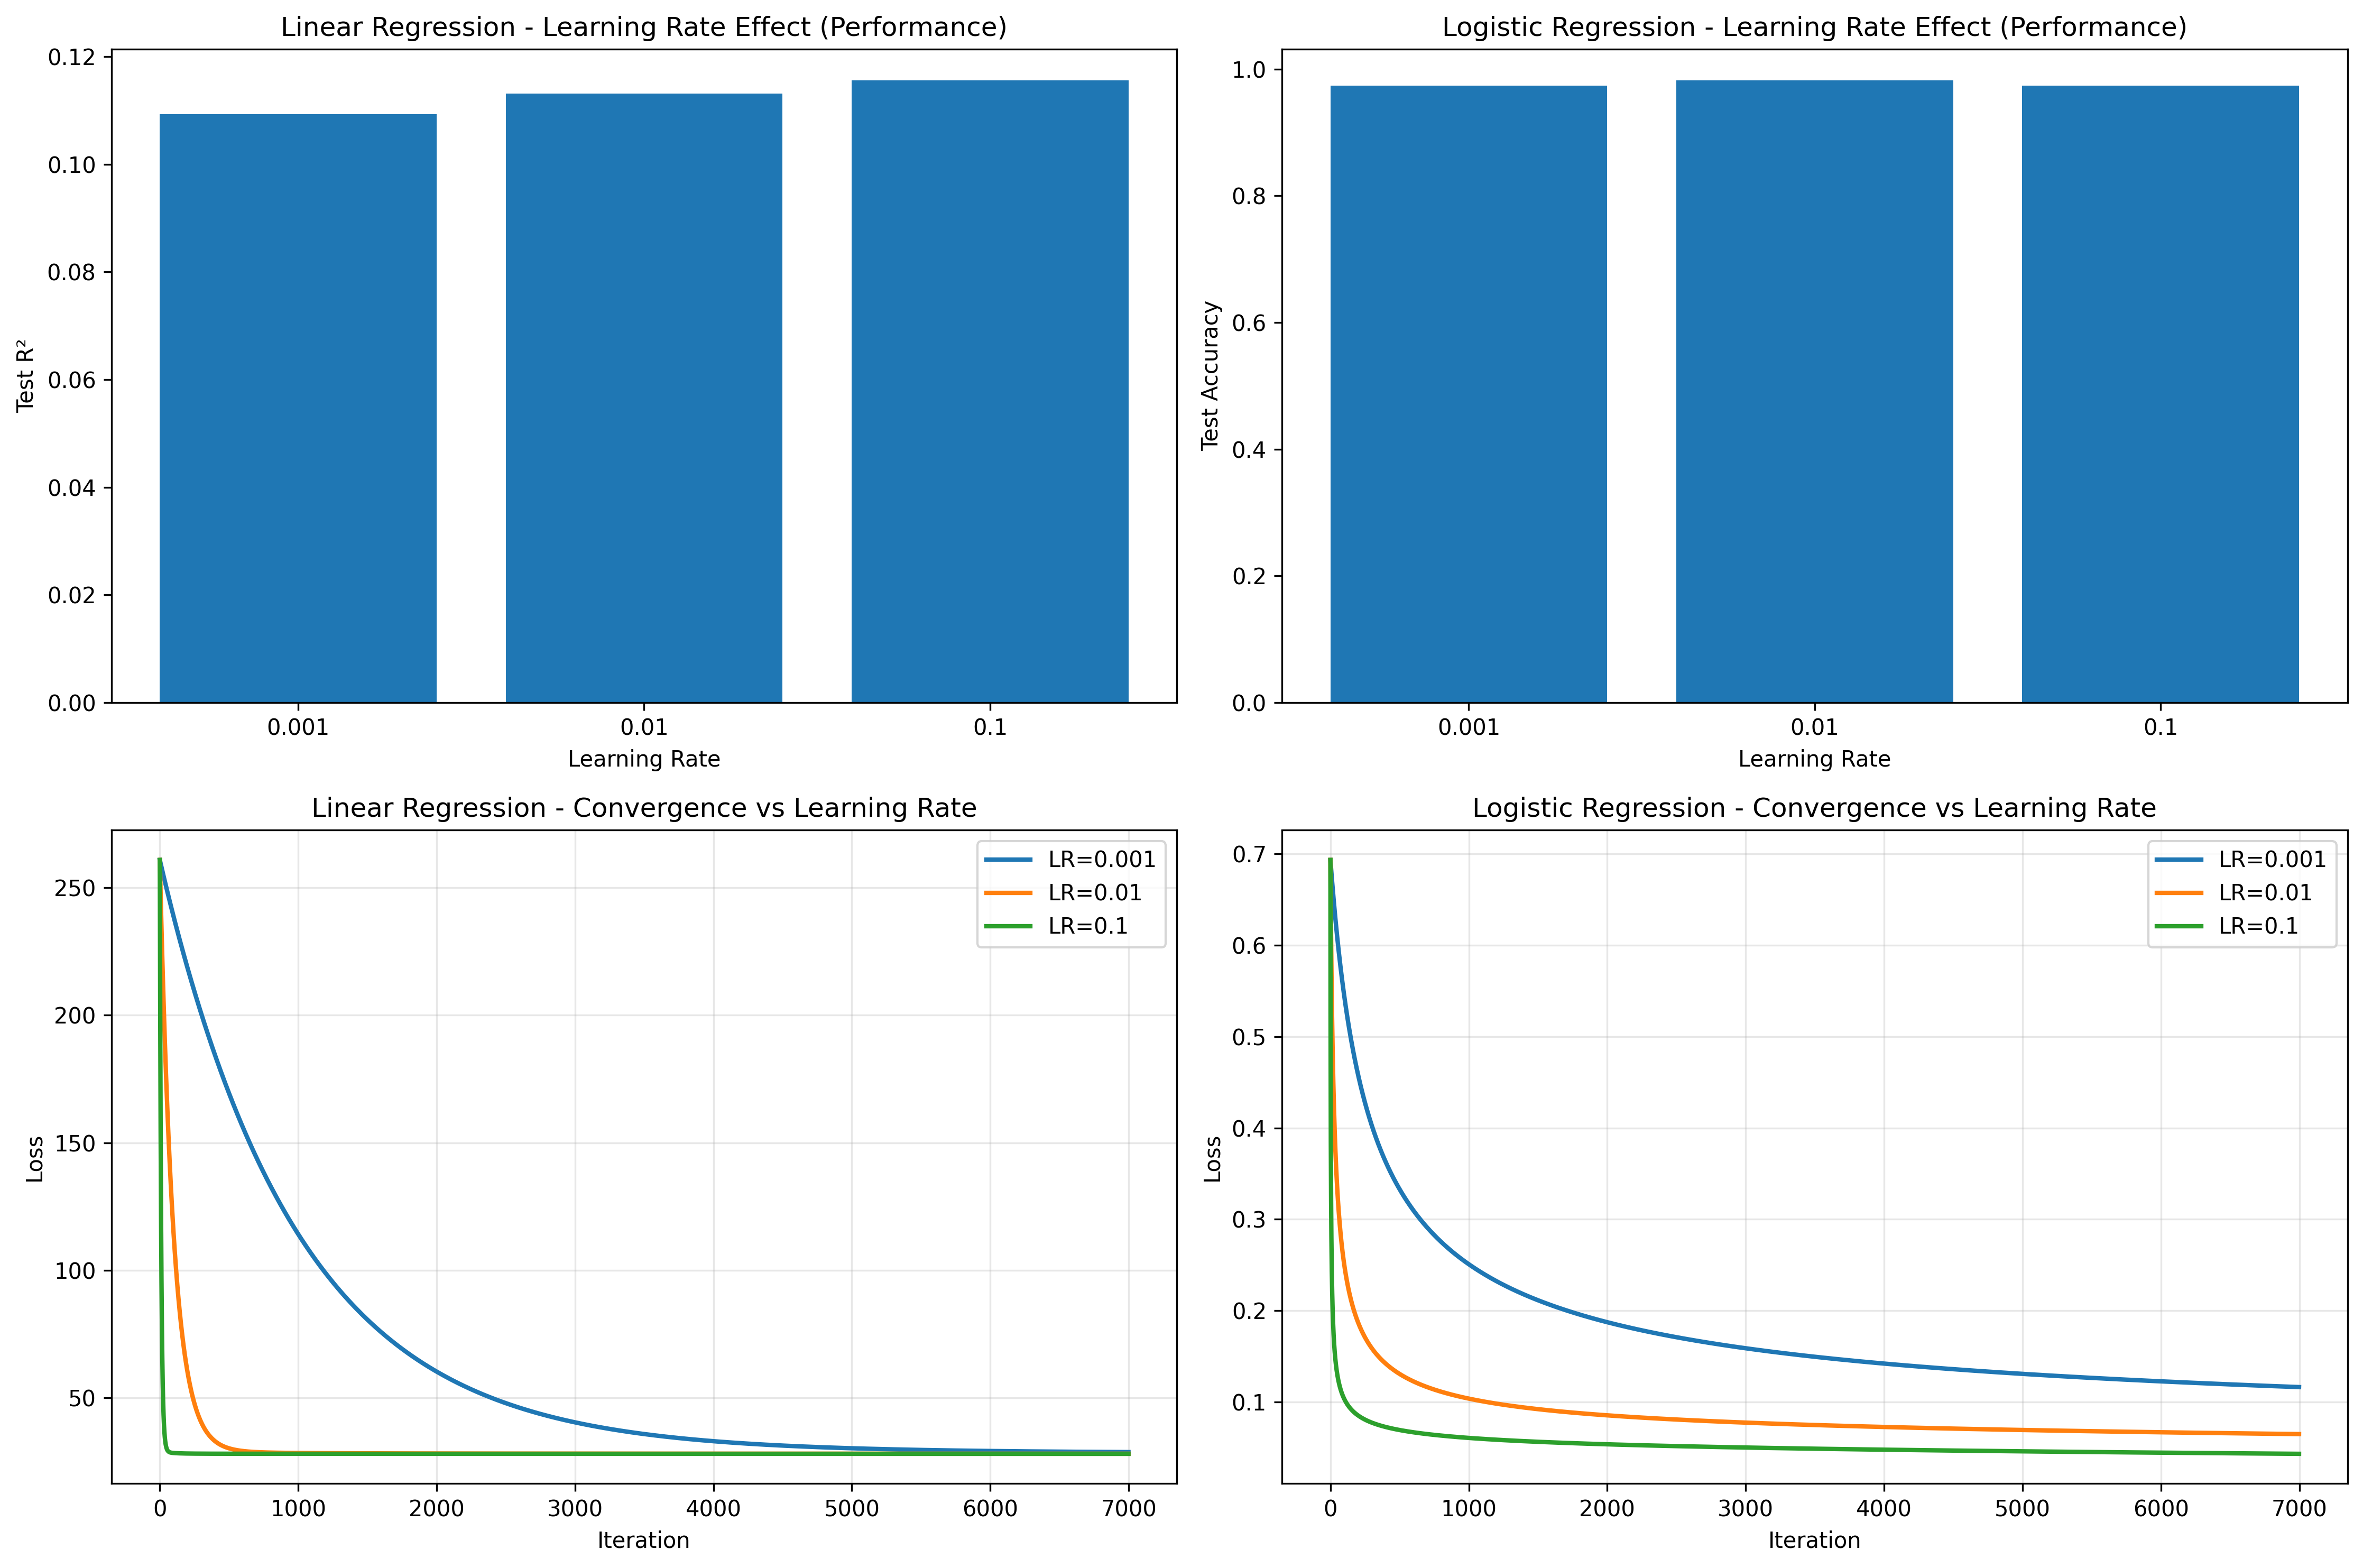 Linear Regression - Learning Rate Effect (Performance)
0.12
0.10
0.08
0.06
0.04
0.02
0.00
Test R²
0.001 0.01 0.1
Learning Rate
Logistic Regression - Learning Rate Effect (Performance)
1.0
0.8
0.6
0.4
0.2
0.0
Test Accuracy
0.001 0.01 0.1
Learning Rate
Linear Regression - Convergence vs Learning Rate
250
200
150
100
50
Loss
LR=0.001
LR=0.01
LR=0.1
0 1000 2000 3000 4000 5000 6000 7000
Iteration
Logistic Regression - Convergence vs Learning Rate
0.7
0.6
0.5
0.4
0.3
0.2
0.1
Loss
LR=0.001
LR=0.01
LR=0.1
0 1000 2000 3000 4000 5000 6000 7000
Iteration